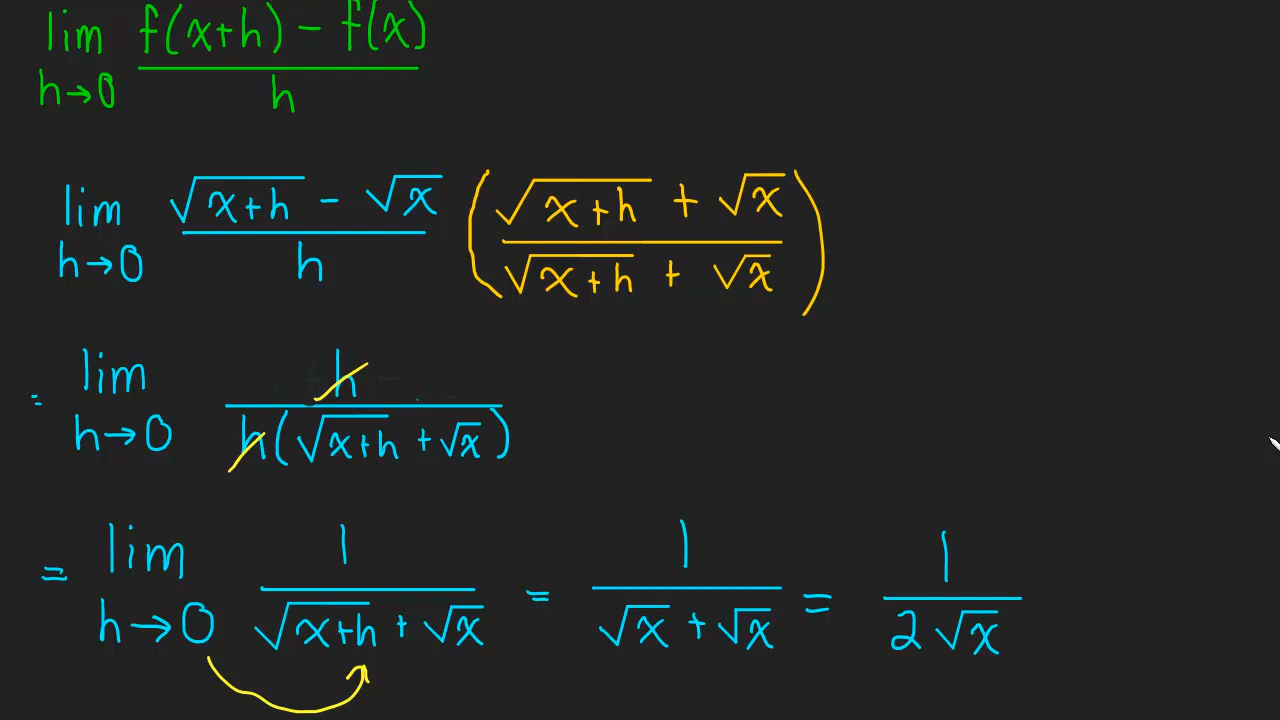 lim h→0 (f(x+h) - f(x)) / h
lim h→0 (√(x+h) - √x) / h ((√(x+h) + √x) / (√(x+h) + √x))
= lim h→0 h / (h(√(x+h) + √x))
= lim h→0 1 / (√(x+h) + √x) = 1 / (√x + √x) = 1 / (2√x)